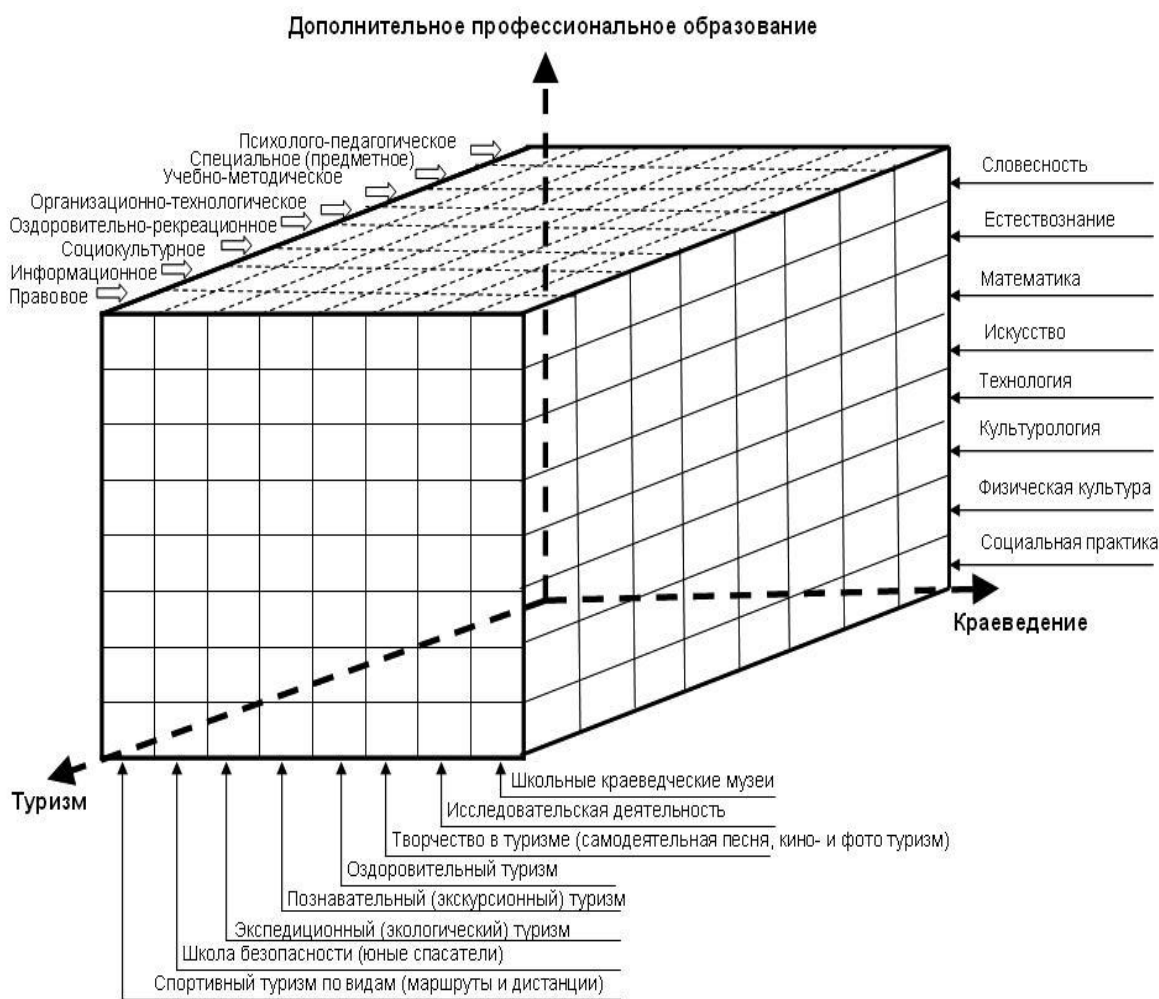 Дополнительное профессиональное образование
Психолого-педагогическое
Специальное (предметное)
Учебно-методическое
Организационно-технологическое
Оздоровительно-рекреационное
Социокультурное
Информационное
Правовое
Словесность
Естествознание
Математика
Искусство
Технология
Культурология
Физическая культура
Социальная практика
Краеведение
Туризм
Школьные краеведческие музеи
Исследовательская деятельность
Творчество в туризме (самодеятельная песня, кино- и фото туризм)
Оздоровительный туризм
Познавательный (экскурсионный) туризм
Экспедиционный (экологический) туризм
Школа безопасности (юные спасатели)
Спортивный туризм по видам (маршруты и дистанции)